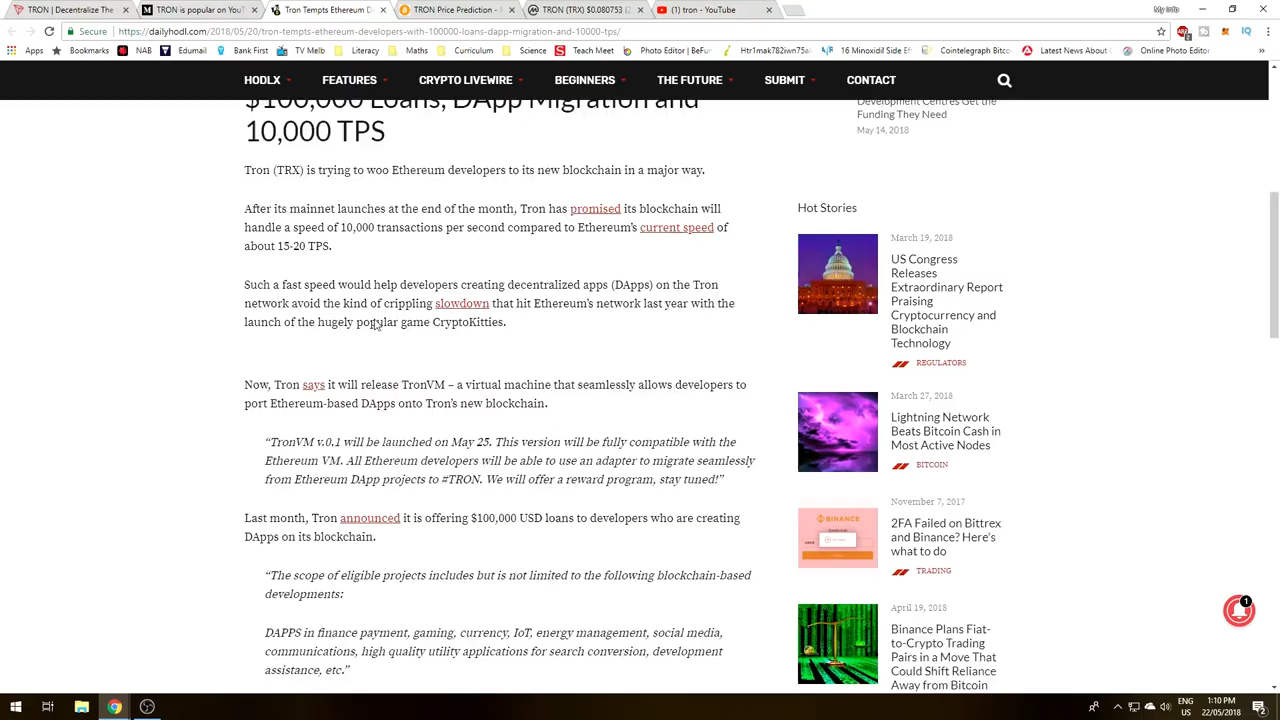 TRON | Decentralize The
TRON is popular on YouT
Tron Tempts Ethereum D
TRON Price Prediction -
TRON (TRX) $0.080753 (2
(1) tron - YouTube
My Info
Secure
https://dailyhodl.com/2018/05/20/tron-tempts-ethereum-developers-with-100000-loans-dapp-migration-and-10000-tps/
Apps
Bookmarks
NAB
Edumail
Bank First
TV Melb
Literacy
Maths
Curriculum
Science
Teach Meet
Photo Editor | BeFu
Htr1mak782iwn75a
16 Minoxidil Side Eff
Cointelegraph Bitco
Latest News About C
Online Photo Editor
HODLX
FEATURES
CRYPTO LIVEWIRE
BEGINNERS
THE FUTURE
SUBMIT
CONTACT
$100,000 Loans, DApp Migration and
10,000 TPS
Tron (TRX) is trying to woo Ethereum developers to its new blockchain in a major way.
After its mainnet launches at the end of the month, Tron has promised its blockchain will
handle a speed of 10,000 transactions per second compared to Ethereum's current speed of
about 15-20 TPS.
Such a fast speed would help developers creating decentralized apps (DApps) on the Tron
network avoid the kind of crippling slowdown that hit Ethereum's network last year with the
launch of the hugely popular game CryptoKitties.
Now, Tron says it will release TronVM – a virtual machine that seamlessly allows developers to
port Ethereum-based DApps onto Tron's new blockchain.
“TronVM v.0.1 will be launched on May 25. This version will be fully compatible with the
Ethereum VM. All Ethereum developers will be able to use an adapter to migrate seamlessly
from Ethereum DApp projects to #TRON. We will offer a reward program, stay tuned!”
Last month, Tron announced it is offering $100,000 USD loans to developers who are creating
DApps on its blockchain.
“The scope of eligible projects includes but is not limited to the following blockchain-based
developments:
DAPPS in finance payment, gaming, currency, IoT, energy management, social media,
communications, high quality utility applications for search conversion, development
assistance, etc.”
Development Centres Get the
Funding They Need
May 14, 2018
Hot Stories
March 19, 2018
US Congress
Releases
Extraordinary Report
Praising
Cryptocurrency and
Blockchain
Technology
REGULATORS
March 27, 2018
Lightning Network
Beats Bitcoin Cash in
Most Active Nodes
BITCOIN
BINANCE
November 7, 2017
2FA Failed on Bittrex
and Binance? Here's
what to do
TRADING
April 19, 2018
Binance Plans Fiat-
to-Crypto Trading
Pairs in a Move That
Could Shift Reliance
Away from Bitcoin
1
ENG
US
1:10 PM
22/05/2018
2